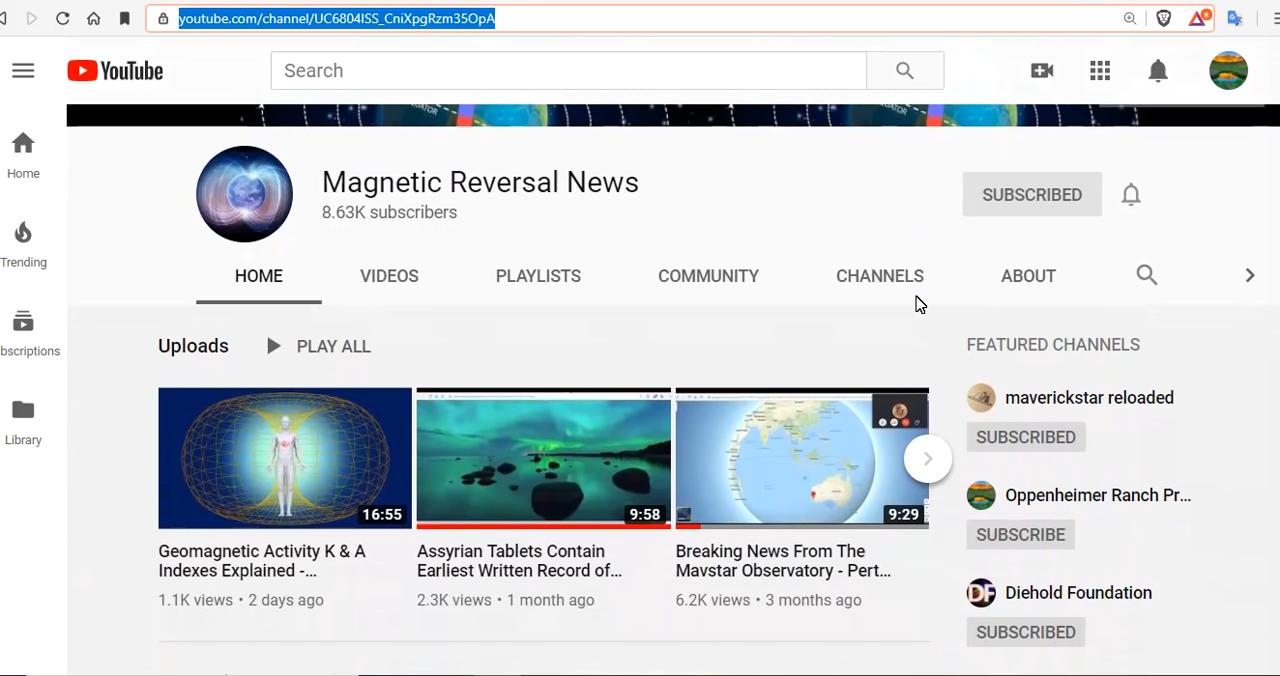 youtube.com/channel/UC6804ISS_CniXpgRzm35OpA
YouTube
Search
EQUATOR
Home
Trending
bscriptions
Library
Magnetic Reversal News
8.63K subscribers
SUBSCRIBED
HOME VIDEOS PLAYLISTS COMMUNITY CHANNELS ABOUT
Uploads PLAY ALL
16:55
Geomagnetic Activity K & A
Indexes Explained -...
1.1K views • 2 days ago
9:58
Assyrian Tablets Contain
Earliest Written Record of...
2.3K views • 1 month ago
9:29
Breaking News From The
Mavstar Observatory - Pert...
6.2K views • 3 months ago
FEATURED CHANNELS
maverickstar reloaded
SUBSCRIBED
Oppenheimer Ranch Pr...
SUBSCRIBE
DF
Diehold Foundation
SUBSCRIBED